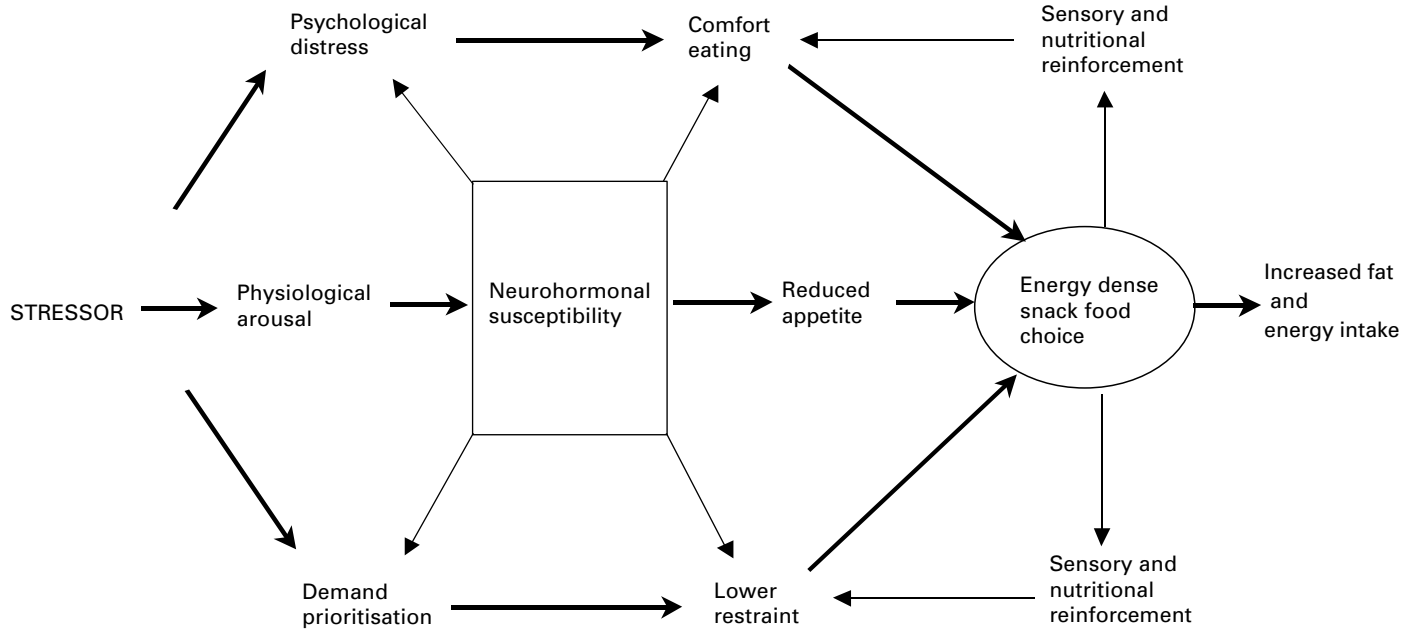 Psychological
distress
Comfort
eating
Sensory and
nutritional
reinforcement
STRESSOR
Physiological
arousal
Neurohormonal
susceptibility
Reduced
appetite
Energy dense
snack food
choice
Increased fat
and
energy intake
Demand
prioritisation
Lower
restraint
Sensory and
nutritional
reinforcement